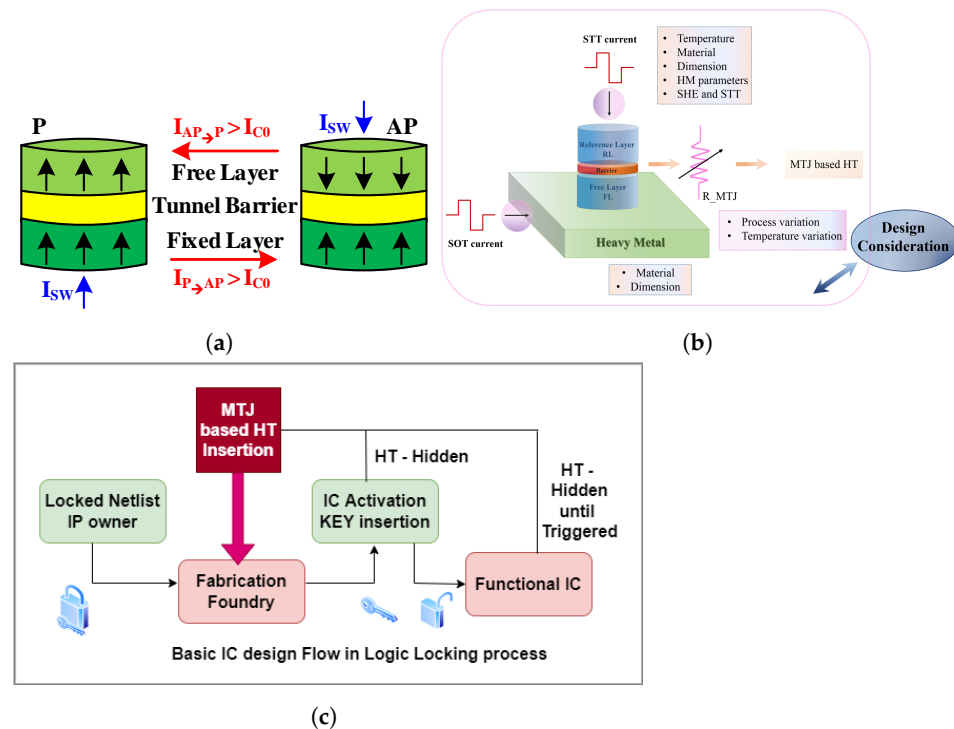 P
I_AP→P > I_C0
I_SW
AP
Free Layer
Tunnel Barrier
Fixed Layer
I_SW
I_P→AP > I_C0
(a)
STT current
• Temperature
• Material
• Dimension
• HM parameters
• SHE and STT
Reference Layer
RL
Barrier
Free Layer
FL
R_MTJ
MTJ based HT
SOT current
Heavy Metal
• Process variation
• Temperature variation
Design
Consideration
• Material
• Dimension
(b)
MTJ
based HT
Insertion
HT - Hidden
HT -
Hidden
until
Triggered
Locked Netlist
IP owner
IC Activation
KEY insertion
Fabrication
Foundry
Functional IC
Basic IC design Flow in Logic Locking process
(c)